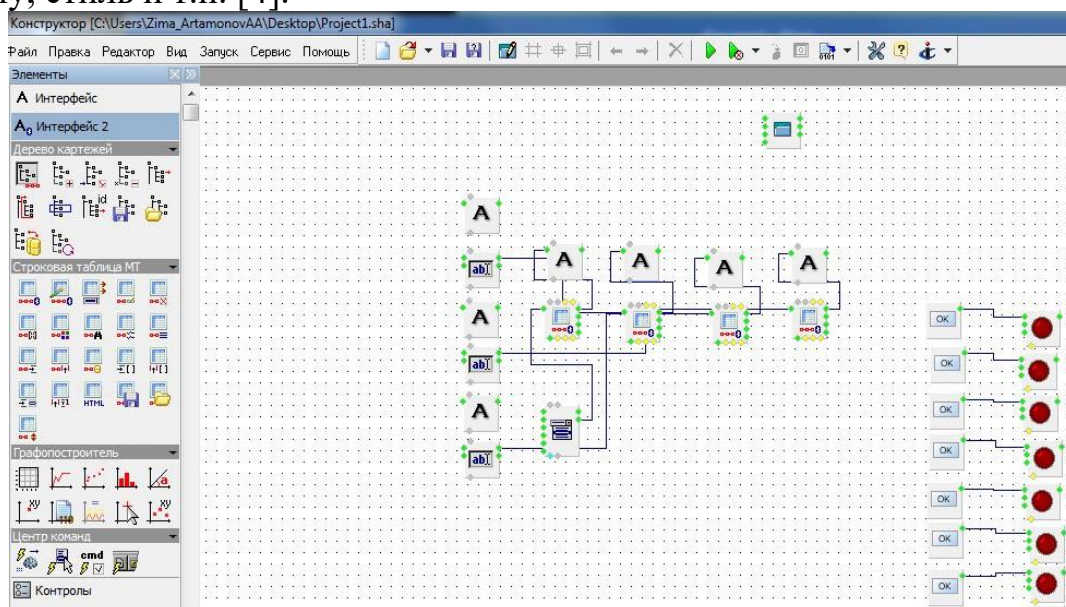 ну, стиль и т.п. [4].
Конструктор [C:\Users\Zima_ArtamonovAA\Desktop\Project1.sha]
Файл Правка Редактор Вид Запуск Сервис Помощь
Элементы
A Интерфейс
A0 Интерфейс 2
Дерево картежей
id
Строковая таблица МТ
HTML
Графопостроитель
a
xy xy
Центр команд
cmd
Контролы
A
ab
A
ab
A
ab
A A A A
OK
OK
OK
OK
OK
OK
OK